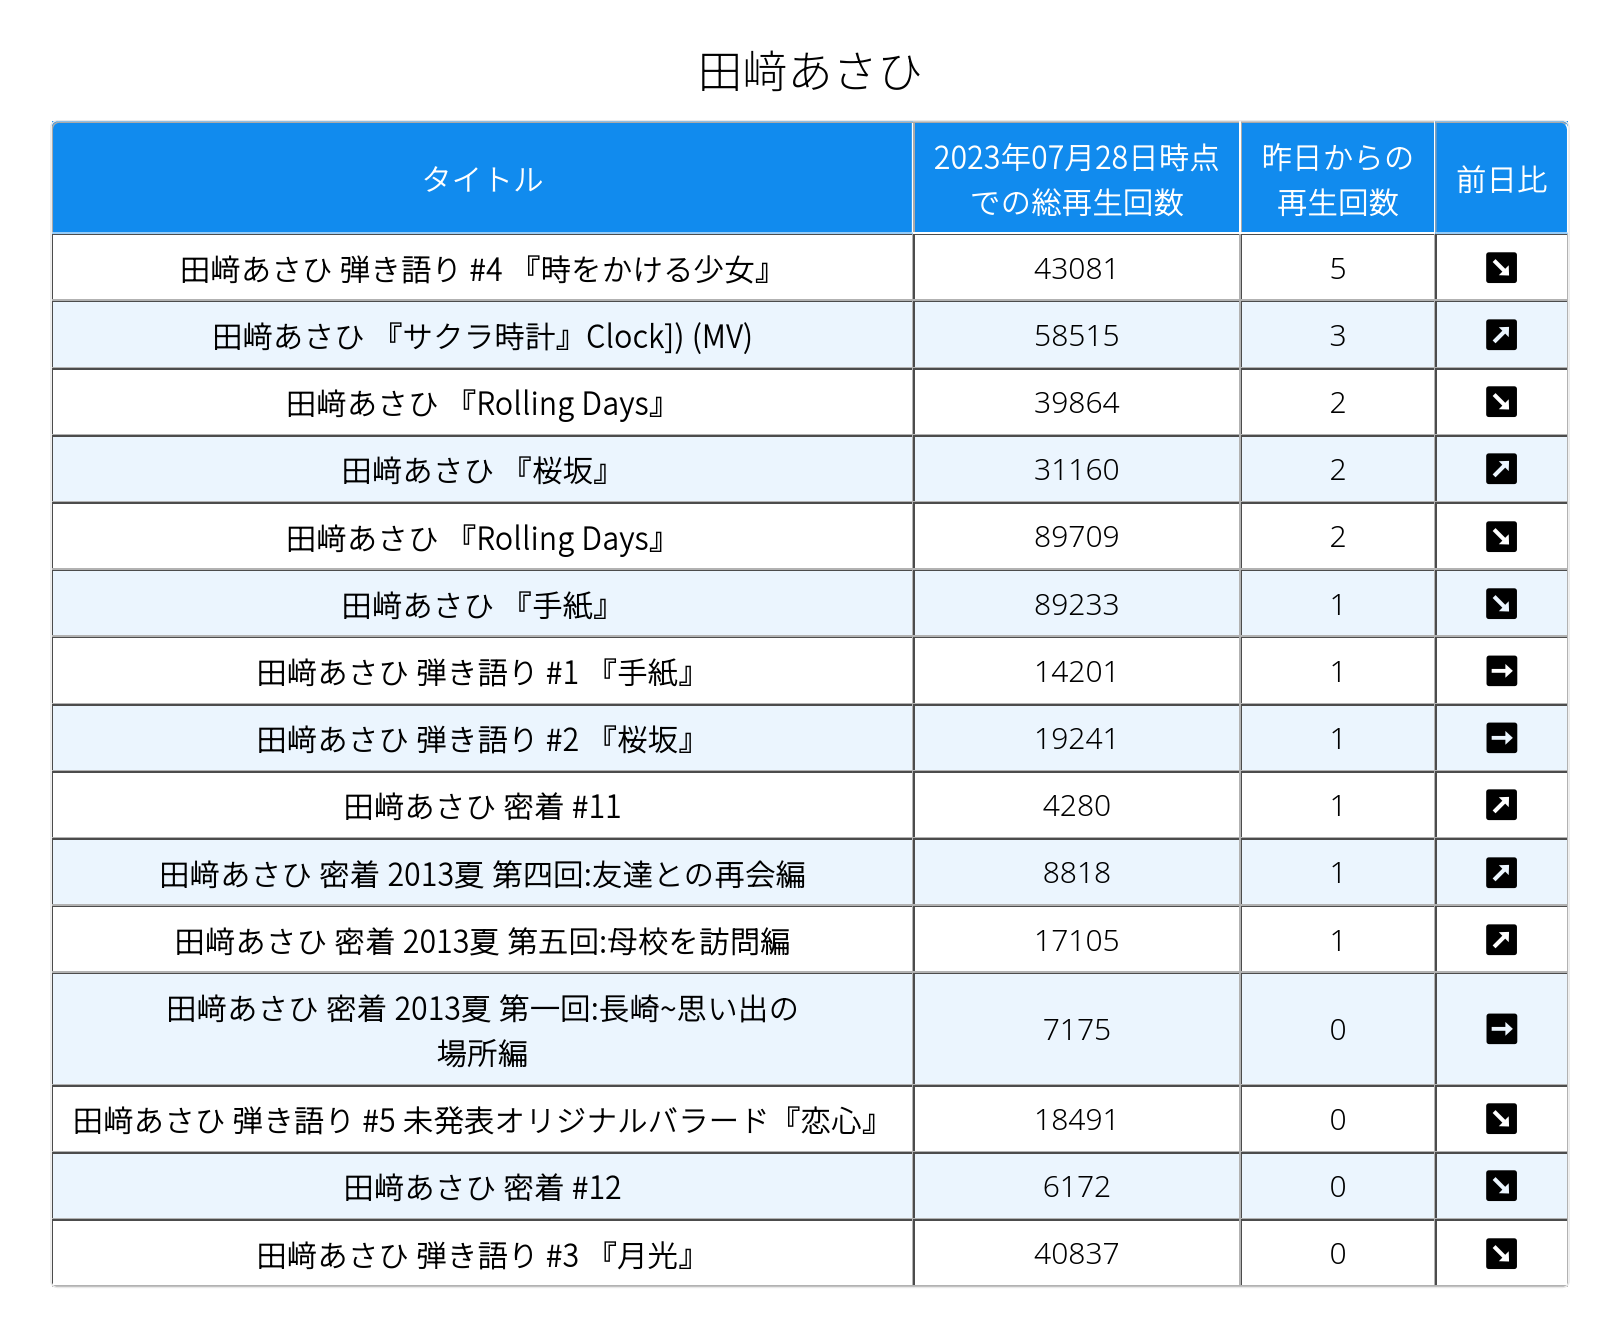 田﨑あさひ
タイトル 2023年07月28日時点での総再生回数 昨日からの再生回数 前日比
田﨑あさひ 弾き語り #4 『時をかける少女』 43081 5 ↘
田﨑あさひ 『サクラ時計』Clock]) (MV) 58515 3 ↗
田﨑あさひ 『Rolling Days』 39864 2 ↘
田﨑あさひ 『桜坂』 31160 2 ↗
田﨑あさひ 『Rolling Days』 89709 2 ↘
田﨑あさひ 『手紙』 89233 1 ↘
田﨑あさひ 弾き語り #1 『手紙』 14201 1 →
田﨑あさひ 弾き語り #2 『桜坂』 19241 1 →
田﨑あさひ 密着 #11 4280 1 ↗
田﨑あさひ 密着 2013夏 第四回:友達との再会編 8818 1 ↗
田﨑あさひ 密着 2013夏 第五回:母校を訪問編 17105 1 ↗
田﨑あさひ 密着 2013夏 第一回:長崎~思い出の場所編 7175 0 →
田﨑あさひ 弾き語り #5 未発表オリジナルバラード『恋心』 18491 0 ↘
田﨑あさひ 密着 #12 6172 0 ↘
田﨑あさひ 弾き語り #3 『月光』 40837 0 ↘